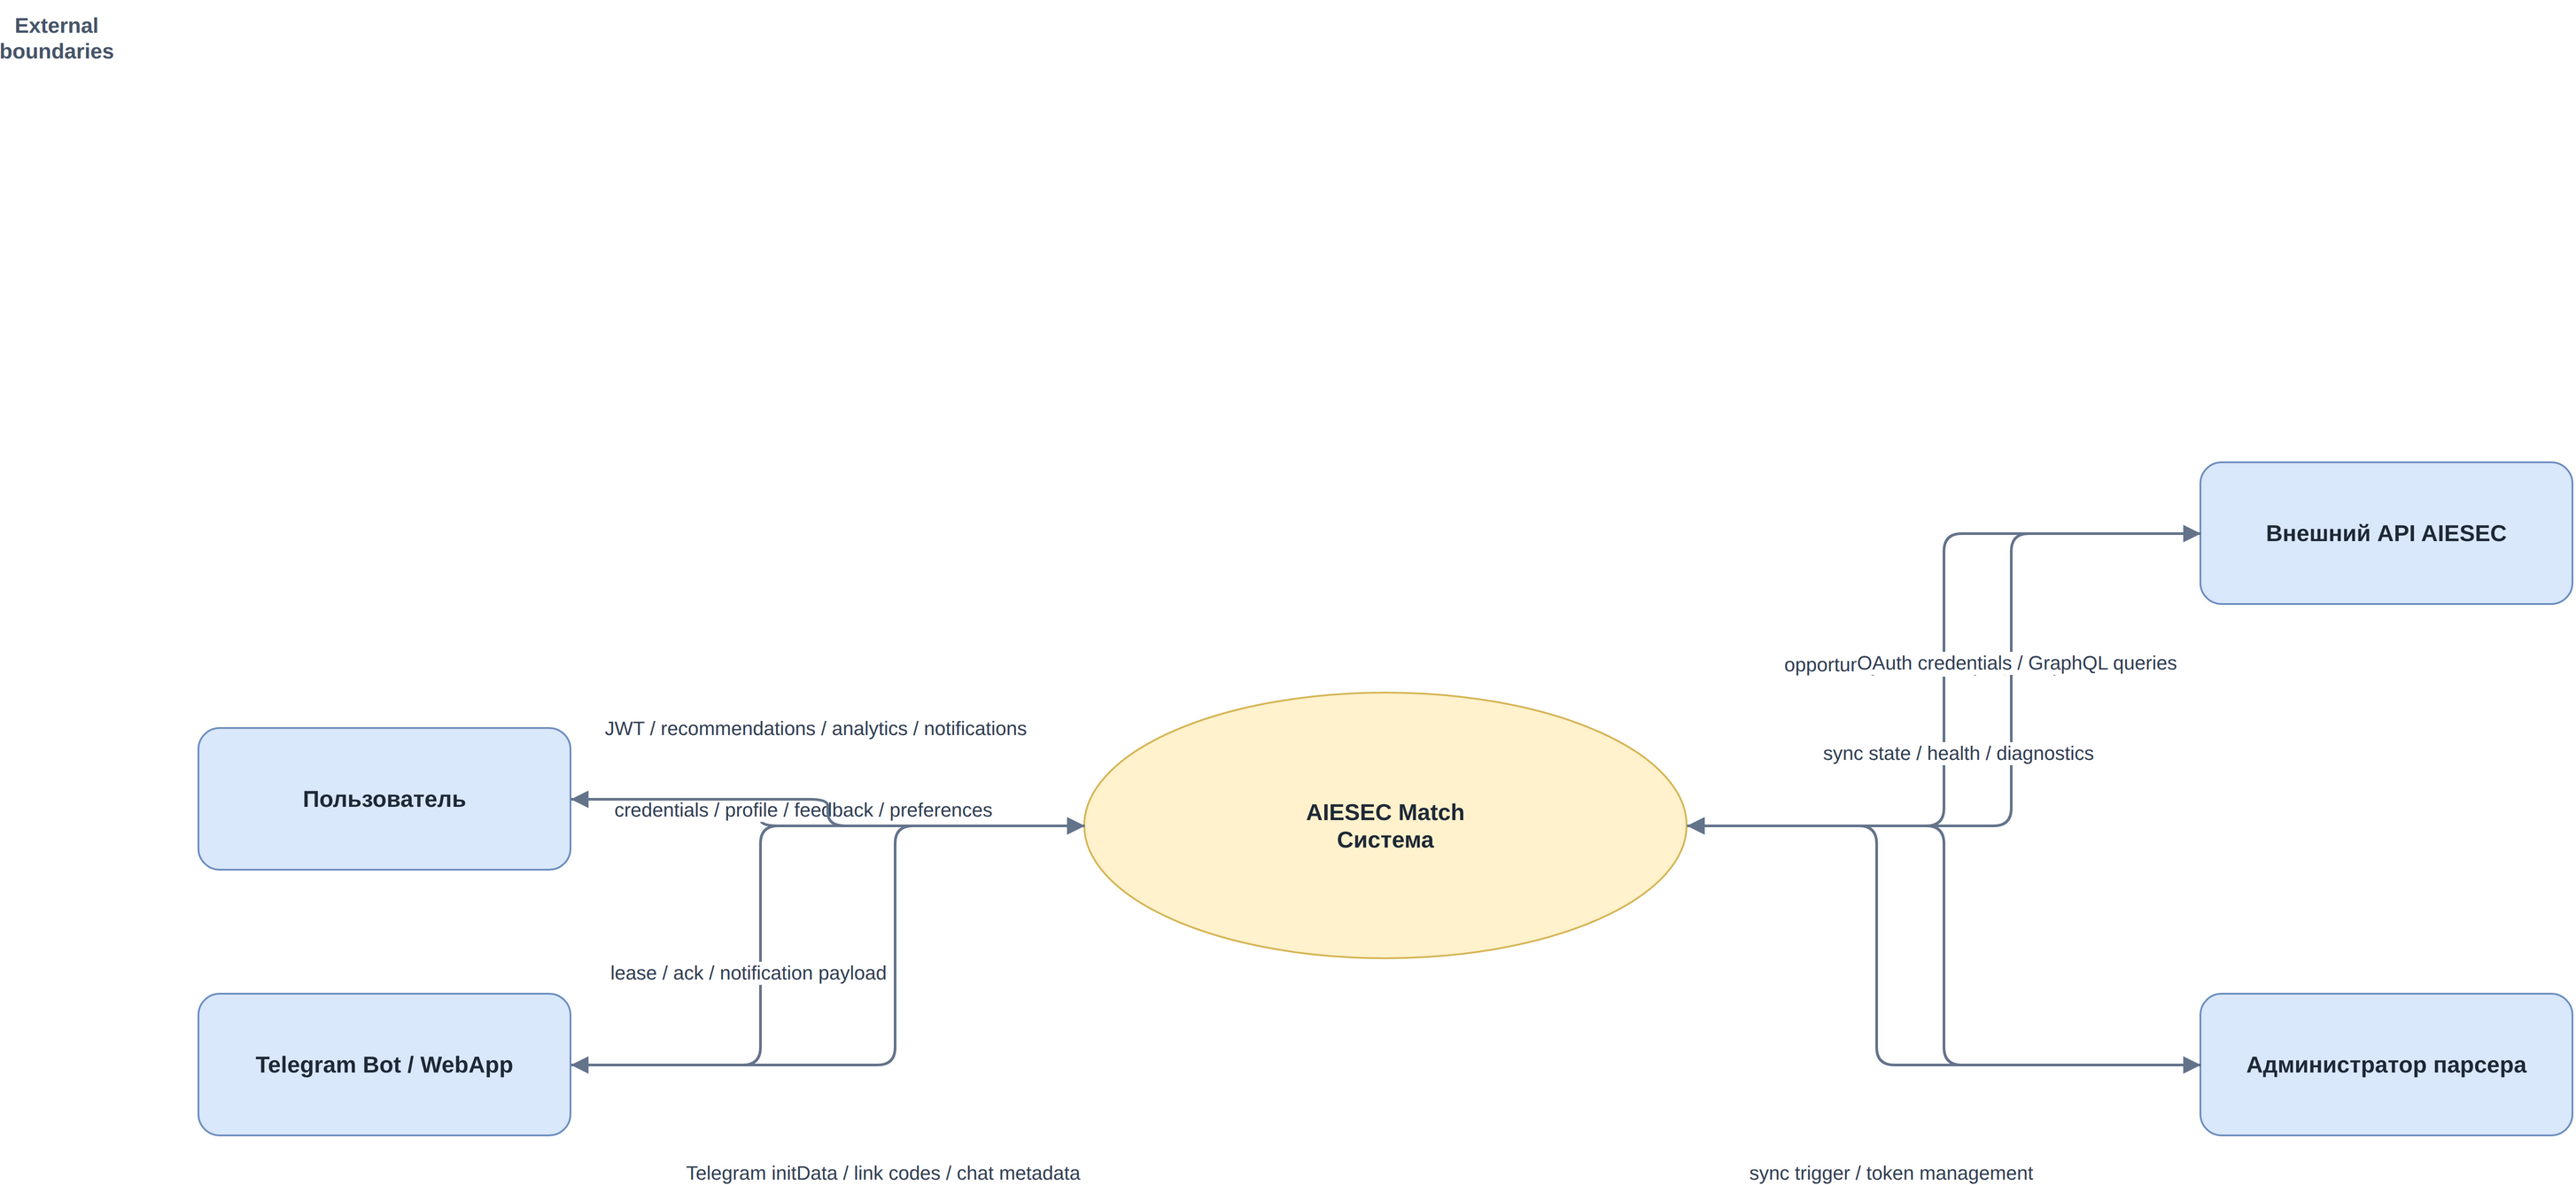 External
boundaries
Внешний API AIESEC
OAuth credentials / GraphQL queries
sync state / health / diagnostics
JWT / recommendations / analytics / notifications
Пользователь
credentials / profile / feedback / preferences
AIESEC Match
Система
lease / ack / notification payload
Telegram Bot / WebApp
Администратор парсера
Telegram initData / link codes / chat metadata
sync trigger / token management